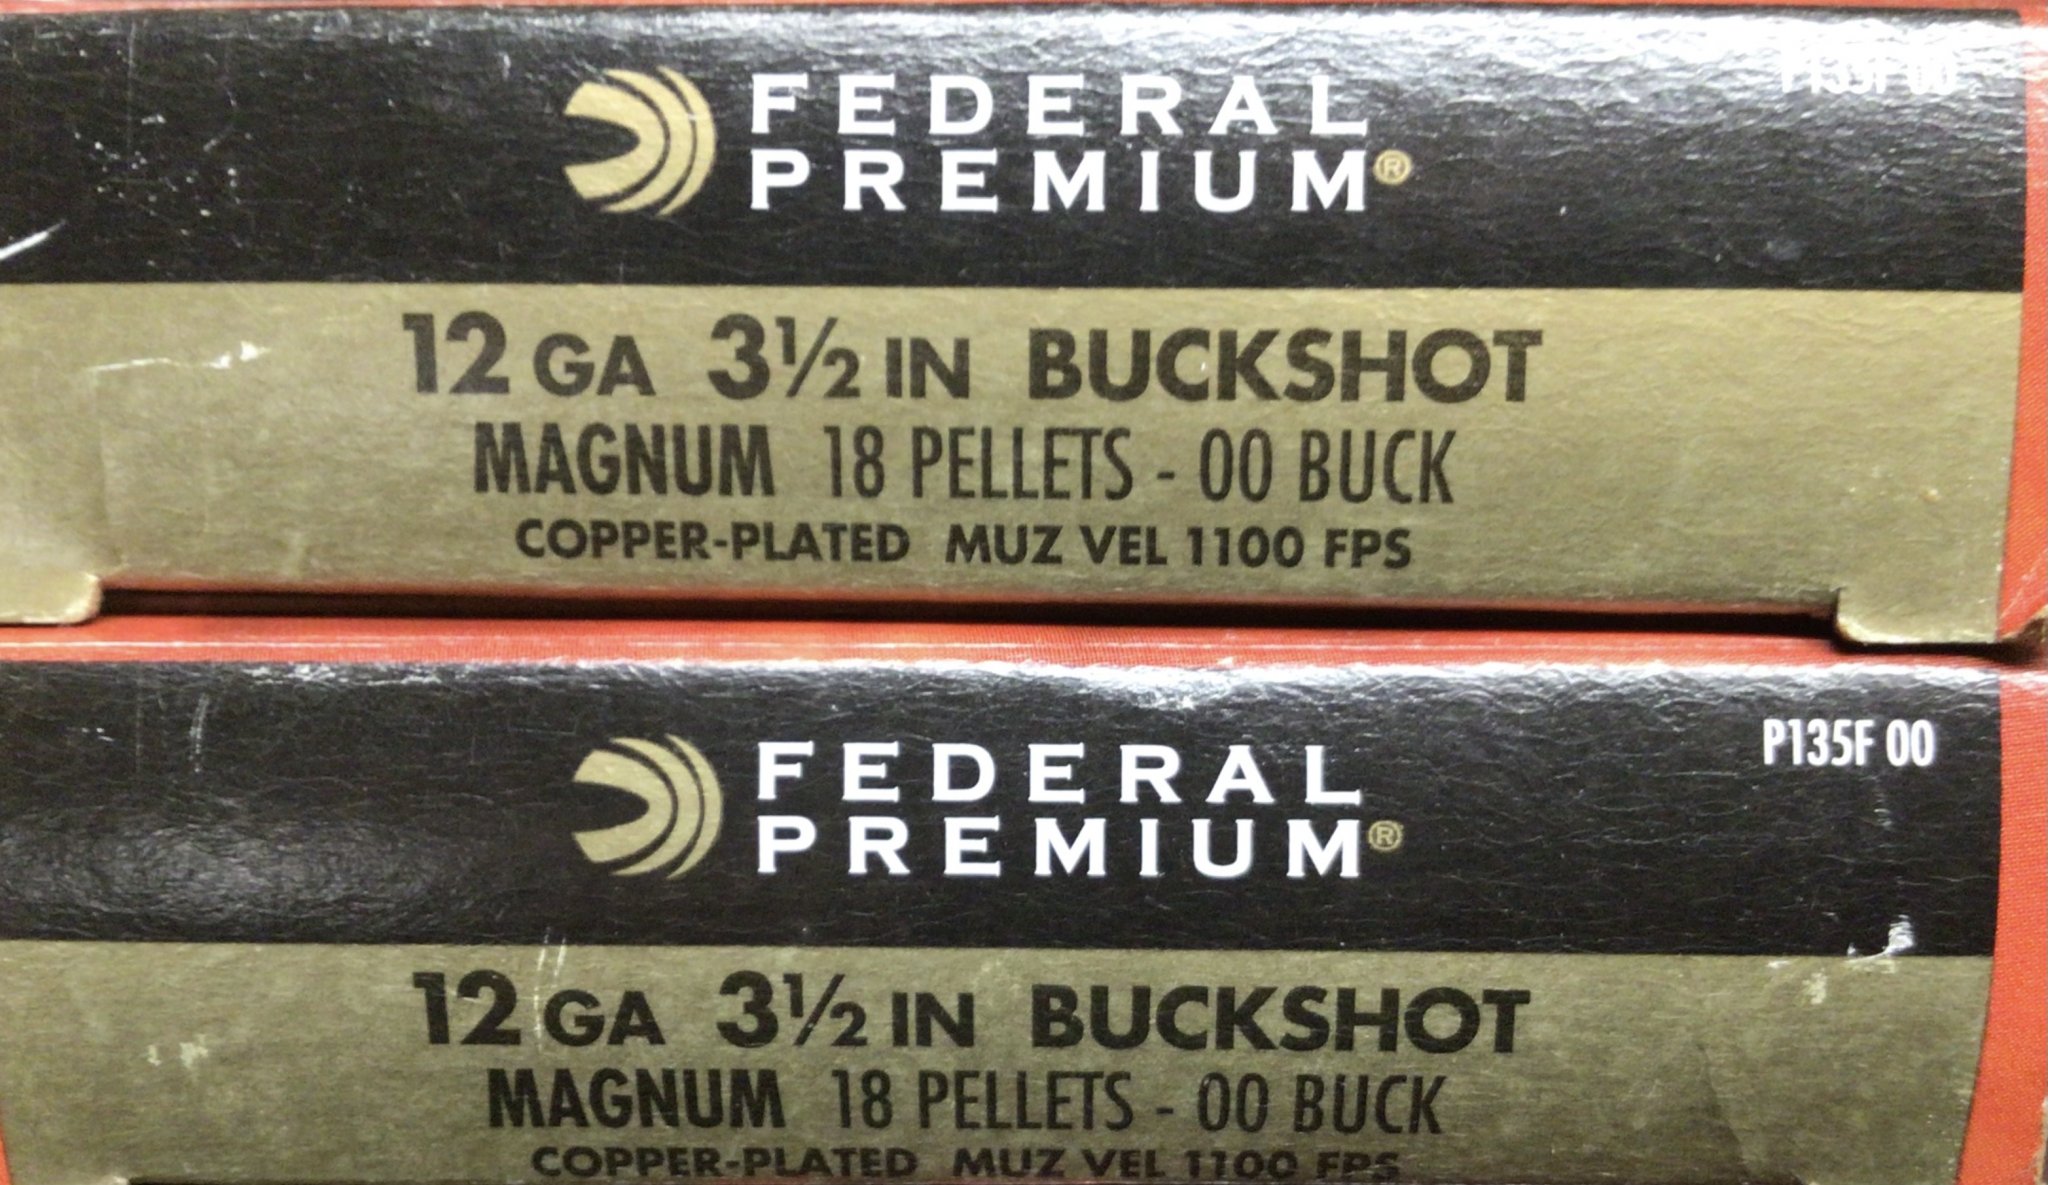 P135F 00
FEDERAL
PREMIUM®
12 GA 3½ IN BUCKSHOT
MAGNUM 18 PELLETS - 00 BUCK
COPPER-PLATED MUZ VEL 1100 FPS
P135F 00
FEDERAL
PREMIUM®
12 GA 3½ IN BUCKSHOT
MAGNUM 18 PELLETS - 00 BUCK
COPPER-PLATED MUZ VEL 1100 FPS